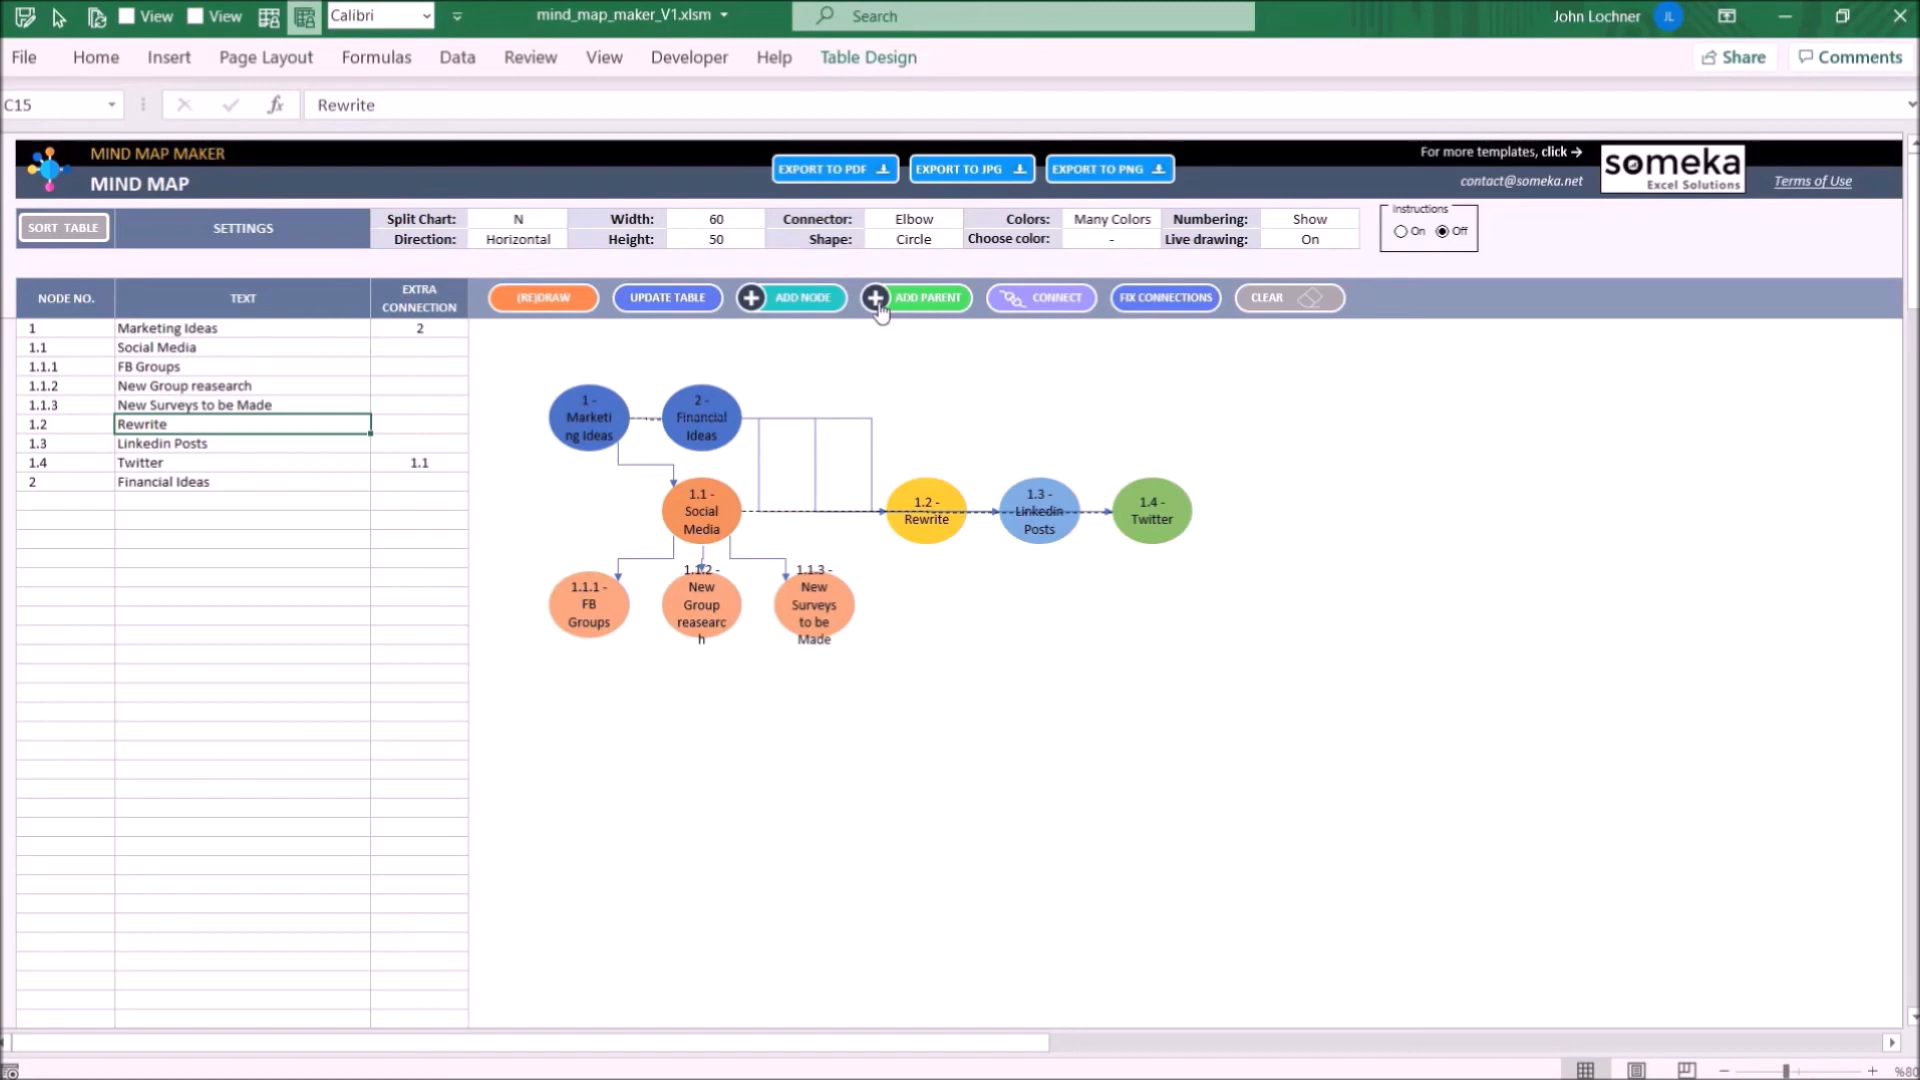 View
View
Calibri
mind_map_maker_V1.xlsm
Search
John Lochner
JL
File
Home
Insert
Page Layout
Formulas
Data
Review
View
Developer
Help
Table Design
Share
Comments
C15
fx
Rewrite
MIND MAP MAKER
MIND MAP
EXPORT TO PDF
EXPORT TO JPG
EXPORT TO PNG
For more templates, click →
contact@someka.net
someka
Excel Solutions
Terms of Use
SORT TABLE
SETTINGS
Split Chart: N Width: 60 Connector: Elbow Colors: Many Colors Numbering: Show
Direction: Horizontal Height: 50 Shape: Circle Choose color: - Live drawing: On
Instructions
On Off
NODE NO.
TEXT
EXTRA
CONNECTION
(RE)DRAW
UPDATE TABLE
ADD NODE
ADD PARENT
CONNECT
FIX CONNECTIONS
CLEAR
1 Marketing Ideas 2
1.1 Social Media
1.1.1 FB Groups
1.1.2 New Group reasearch
1.1.3 New Surveys to be Made
1.2 Rewrite
1.3 Linkedin Posts
1.4 Twitter 1.1
2 Financial Ideas
1 -
Marketi
ng Ideas
2 -
Financial
Ideas
1.1 -
Social
Media
1.2 -
Rewrite
1.3 -
Linkedin
Posts
1.4 -
Twitter
1.1.1 -
FB
Groups
1.1.2 -
New
Group
reasearc
h
1.1.3 -
New
Surveys
to be
Made
%80